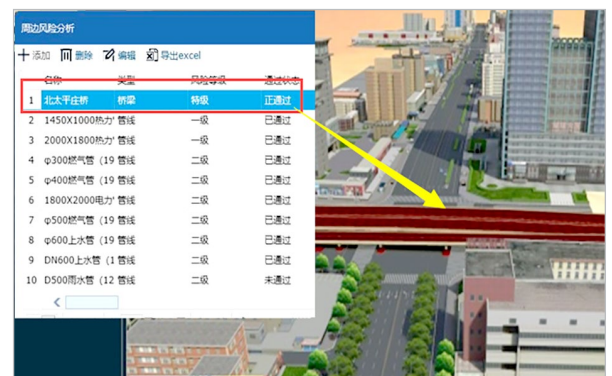 周边风险分析
添加 删除 编辑 导出excel
名称 类型 风险等级 通过状态
1 北太平庄桥 桥梁 特级 正通过
2 1450X1000热力' 管线 一级 已通过
3 2000X1800热力' 管线 一级 已通过
4 φ300燃气管 (19 管线 二级 已通过
5 φ400燃气管 (19 管线 二级 已通过
6 1800X2000电力' 管线 二级 已通过
7 φ500燃气管 (19 管线 二级 已通过
8 φ600上水管 (19 管线 二级 已通过
9 DN600上水管 (1 管线 二级 已通过
10 D500雨水管 (12 管线 二级 未通过